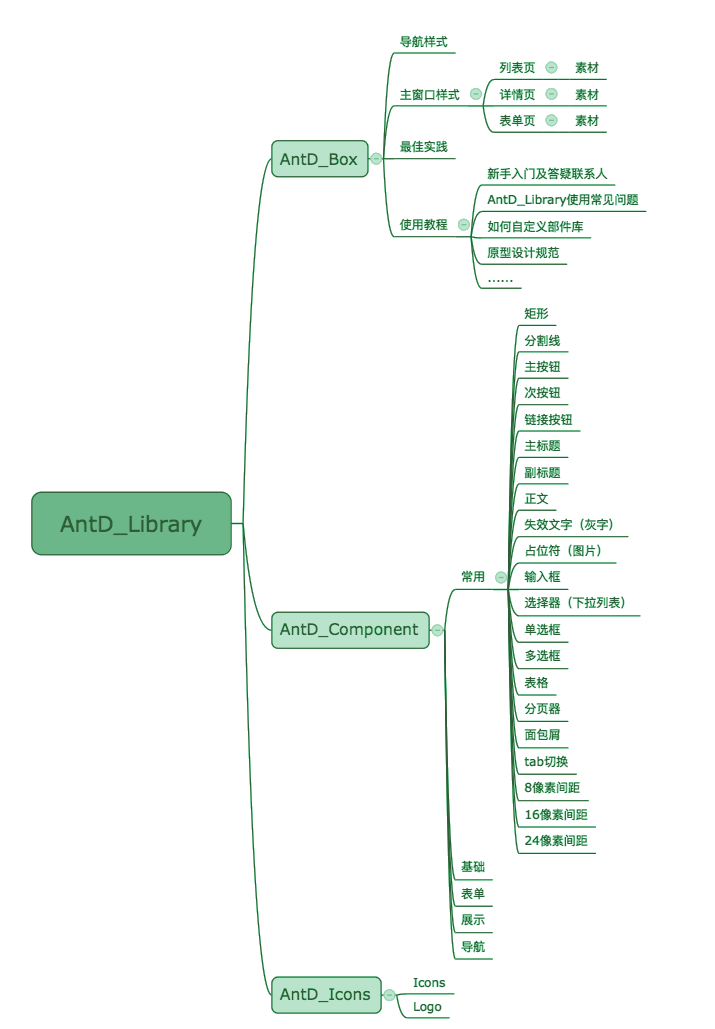 AntD_Library
AntD_Box
导航样式
主窗口样式
列表页 素材
详情页 素材
表单页 素材
最佳实践
使用教程
新手入门及答疑联系人
AntD_Library使用常见问题
如何自定义部件库
原型设计规范
......
AntD_Component
常用
矩形
分割线
主按钮
次按钮
链接按钮
主标题
副标题
正文
失效文字（灰字）
占位符（图片）
输入框
选择器（下拉列表）
单选框
多选框
表格
分页器
面包屑
tab切换
8像素间距
16像素间距
24像素间距
基础
表单
展示
导航
AntD_Icons
Icons
Logo